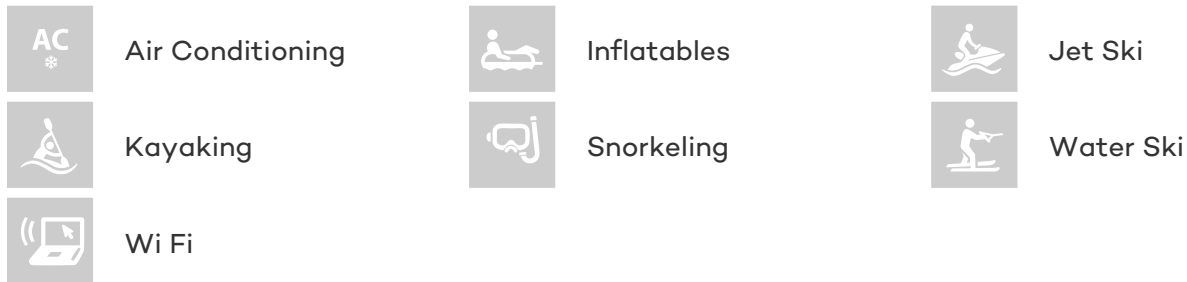 AC
Air Conditioning
Inflatables
Jet Ski
Kayaking
Snorkeling
Water Ski
Wi Fi